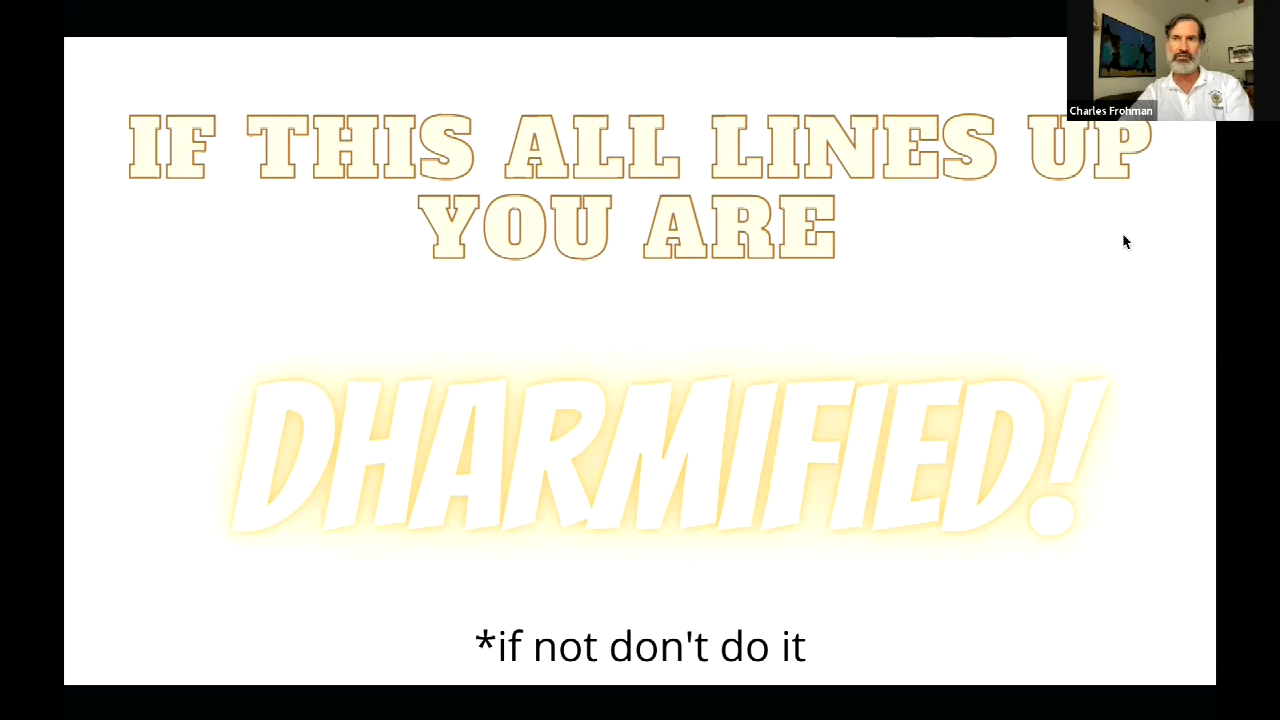 Charles Frohman
IF THIS ALL LINES UP
YOU ARE
DHARMIFIED!
*if not don't do it